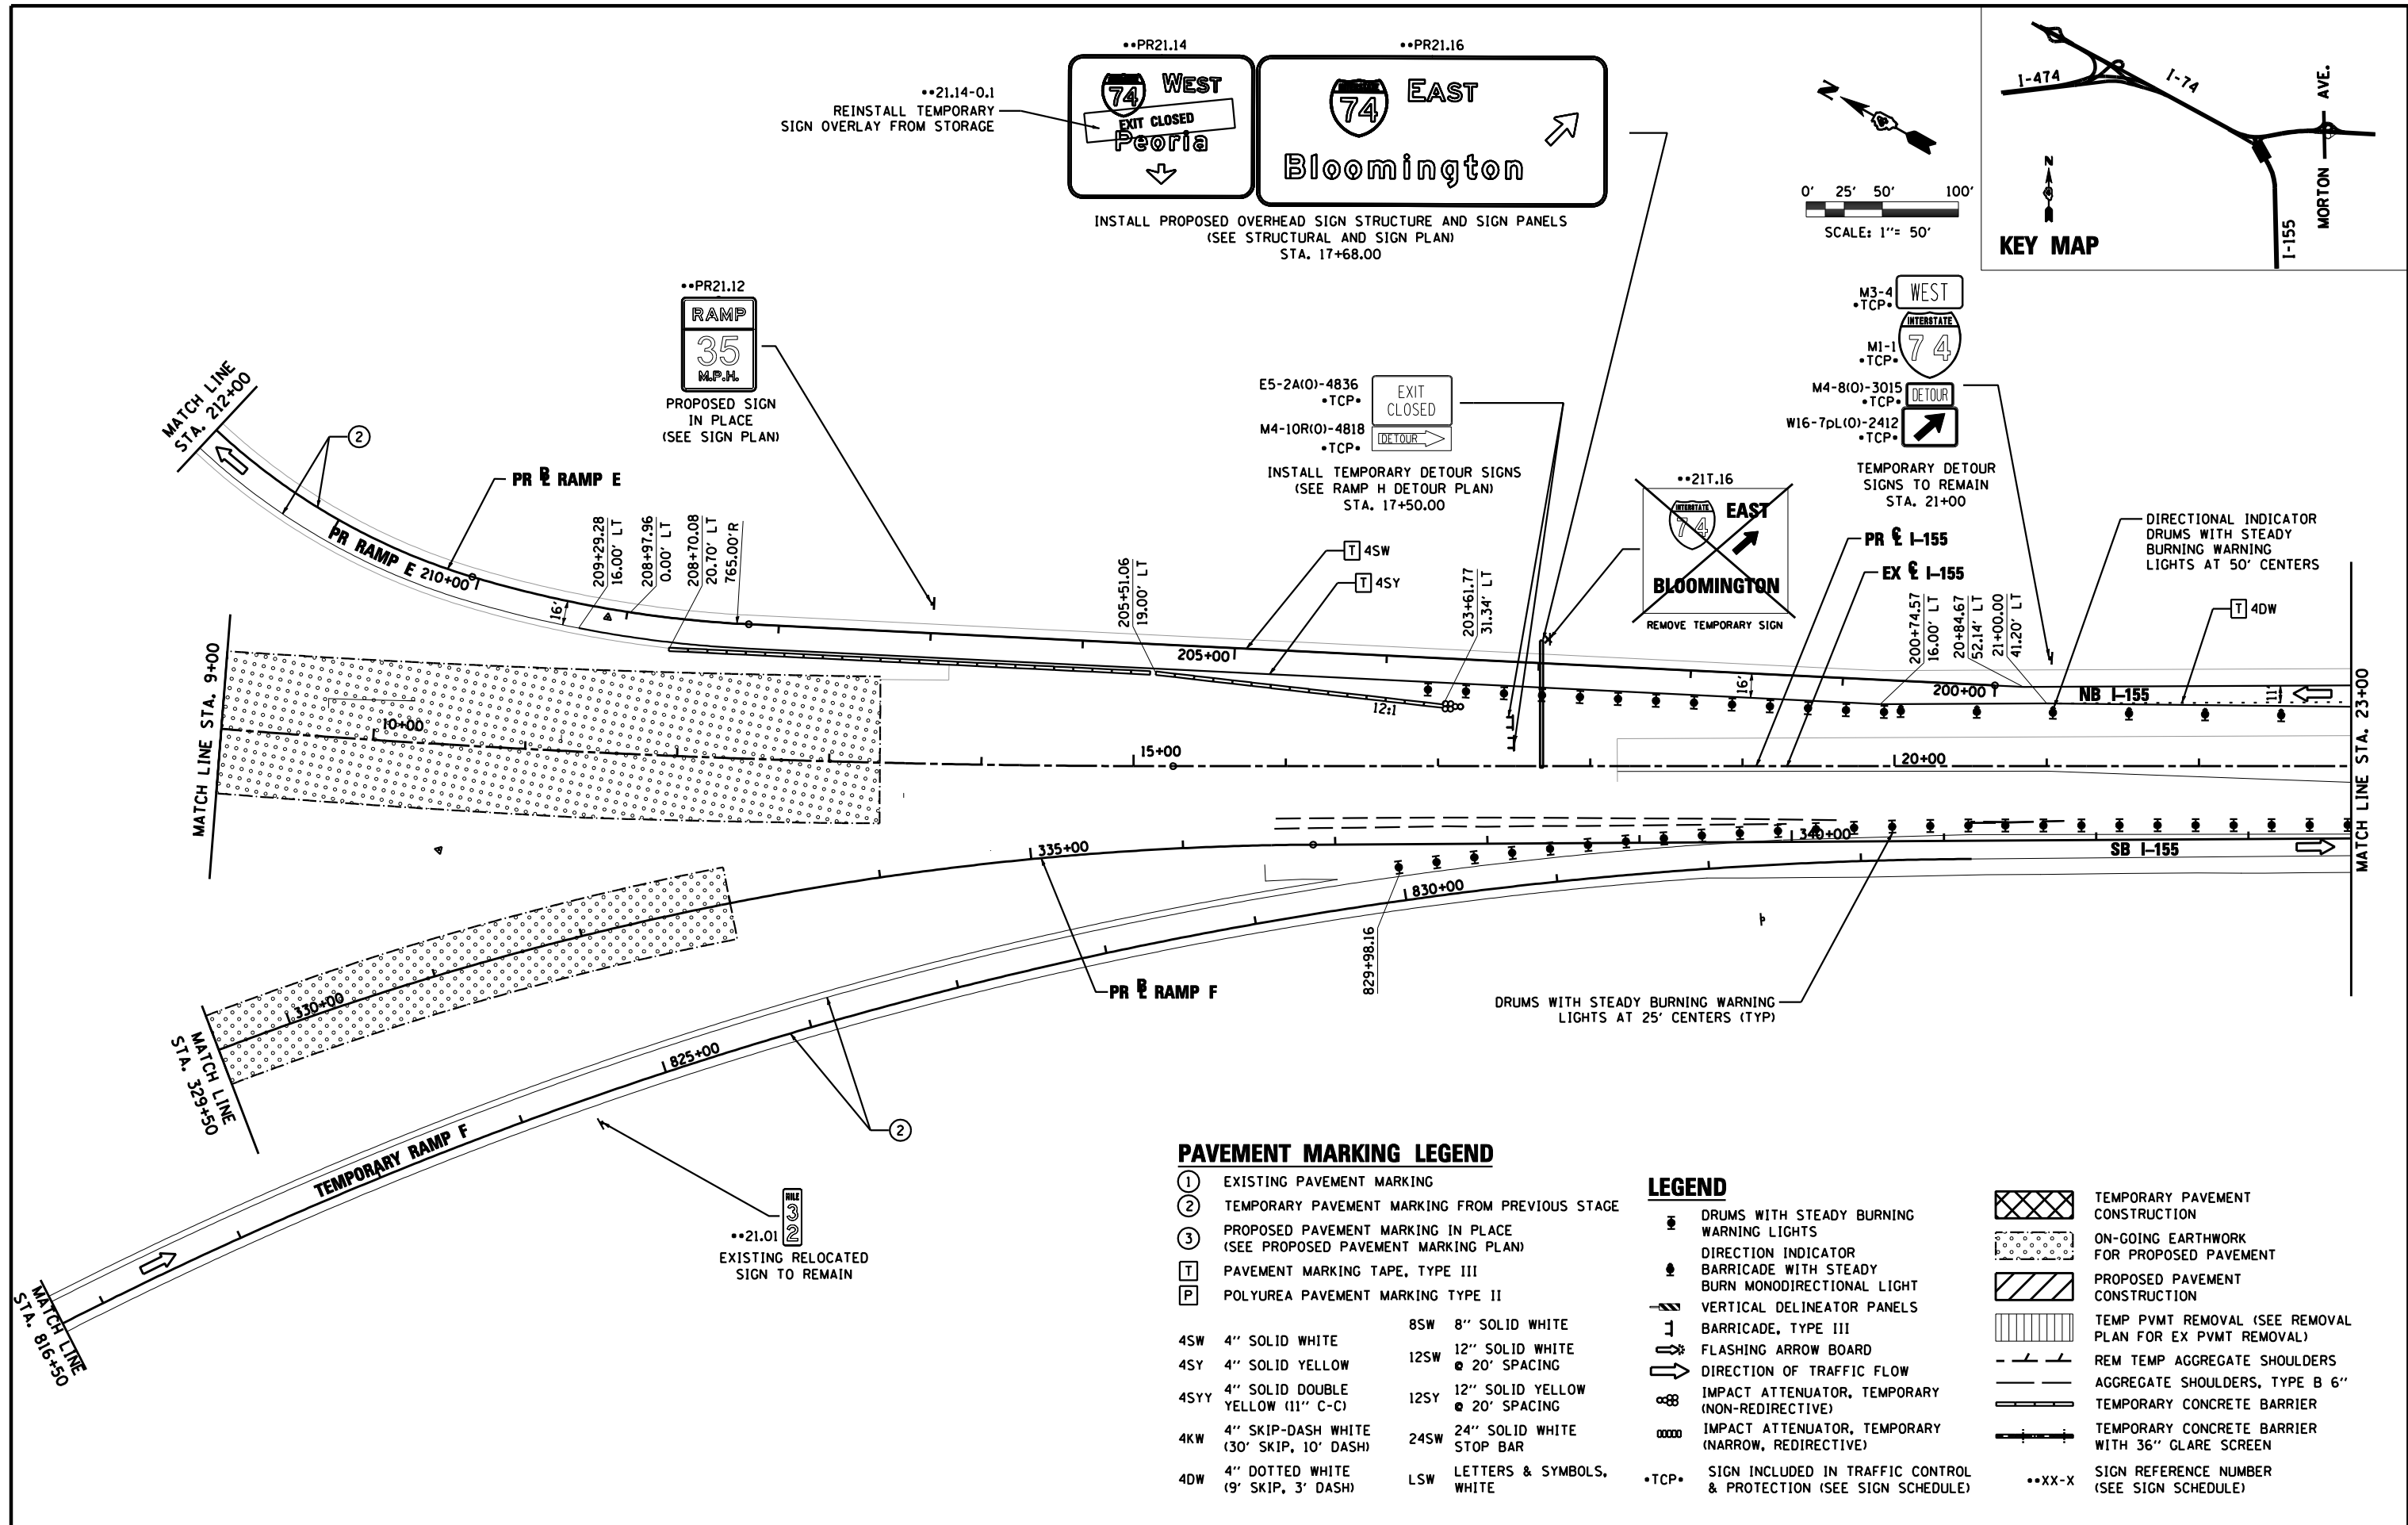 ••PR21.14
••PR21.16
••21.14-0.1
REINSTALL TEMPORARY
SIGN OVERLAY FROM STORAGE
74 WEST
EXIT CLOSED
Peoria
INTERSTATE
74 EAST
Bloomington
INSTALL PROPOSED OVERHEAD SIGN STRUCTURE AND SIGN PANELS
(SEE STRUCTURAL AND SIGN PLAN)
STA. 17+68.00
N
0' 25' 50' 100'
SCALE: 1"= 50'
I-474
I-74
MORTON AVE.
I-155
N
KEY MAP
••PR21.12
RAMP
35
M.P.H.
PROPOSED SIGN
IN PLACE
(SEE SIGN PLAN)
E5-2A(O)-4836
•TCP•
EXIT
CLOSED
M4-10R(O)-4818
•TCP•
DETOUR
INSTALL TEMPORARY DETOUR SIGNS
(SEE RAMP H DETOUR PLAN)
STA. 17+50.00
M3-4
•TCP•
WEST
M1-1
•TCP•
INTERSTATE
74
M4-8(O)-3015
•TCP•
DETOUR
W16-7pL(O)-2412
•TCP•
TEMPORARY DETOUR
SIGNS TO REMAIN
STA. 21+00
••21T.16
INTERSTATE
74
EAST
BLOOMINGTON
REMOVE TEMPORARY SIGN
DIRECTIONAL INDICATOR
DRUMS WITH STEADY
BURNING WARNING
LIGHTS AT 50' CENTERS
MATCH LINE
STA. 212+00
2
PR BL RAMP E
PR RAMP E
210+00
209+29.28
16.00' LT
208+97.96
0.00' LT
208+70.08
20.70' LT
765.00'R
16'
205+51.06
19.00' LT
T 4SW
T 4SY
205+00
203+61.77
31.34' LT
12:1
PR CL I-155
EX CL I-155
200+74.57
16.00' LT
20+84.67
52.14' LT
21+00.00
41.20' LT
T 4DW
16'
200+00
NB I-155
11'
MATCH LINE STA. 9+00
10+00
15+00
20+00
MATCH LINE STA. 23+00
335+00
340+00
SB I-155
830+00
829+98.16
DRUMS WITH STEADY BURNING WARNING
LIGHTS AT 25' CENTERS (TYP)
330+00
MATCH LINE
STA. 329+50
PR BL RAMP F
825+00
2
TEMPORARY RAMP F
••21.01
MILE
3
2
EXISTING RELOCATED
SIGN TO REMAIN
MATCH LINE
STA. 816+50
PAVEMENT MARKING LEGEND
1 EXISTING PAVEMENT MARKING
2 TEMPORARY PAVEMENT MARKING FROM PREVIOUS STAGE
3 PROPOSED PAVEMENT MARKING IN PLACE
(SEE PROPOSED PAVEMENT MARKING PLAN)
T PAVEMENT MARKING TAPE, TYPE III
P POLYUREA PAVEMENT MARKING TYPE II
4SW 4" SOLID WHITE
4SY 4" SOLID YELLOW
4SYY 4" SOLID DOUBLE
YELLOW (11" C-C)
4KW 4" SKIP-DASH WHITE
(30' SKIP, 10' DASH)
4DW 4" DOTTED WHITE
(9' SKIP, 3' DASH)
8SW 8" SOLID WHITE
12SW 12" SOLID WHITE
@ 20' SPACING
12SY 12" SOLID YELLOW
@ 20' SPACING
24SW 24" SOLID WHITE
STOP BAR
LSW LETTERS & SYMBOLS,
WHITE
LEGEND
DRUMS WITH STEADY BURNING
WARNING LIGHTS
DIRECTION INDICATOR
BARRICADE WITH STEADY
BURN MONODIRECTIONAL LIGHT
VERTICAL DELINEATOR PANELS
BARRICADE, TYPE III
FLASHING ARROW BOARD
DIRECTION OF TRAFFIC FLOW
IMPACT ATTENUATOR, TEMPORARY
(NON-REDIRECTIVE)
IMPACT ATTENUATOR, TEMPORARY
(NARROW, REDIRECTIVE)
•TCP• SIGN INCLUDED IN TRAFFIC CONTROL
& PROTECTION (SEE SIGN SCHEDULE)
TEMPORARY PAVEMENT
CONSTRUCTION
ON-GOING EARTHWORK
FOR PROPOSED PAVEMENT
PROPOSED PAVEMENT
CONSTRUCTION
TEMP PVMT REMOVAL (SEE REMOVAL
PLAN FOR EX PVMT REMOVAL)
REM TEMP AGGREGATE SHOULDERS
AGGREGATE SHOULDERS, TYPE B 6"
TEMPORARY CONCRETE BARRIER
TEMPORARY CONCRETE BARRIER
WITH 36" GLARE SCREEN
••XX-X SIGN REFERENCE NUMBER
(SEE SIGN SCHEDULE)